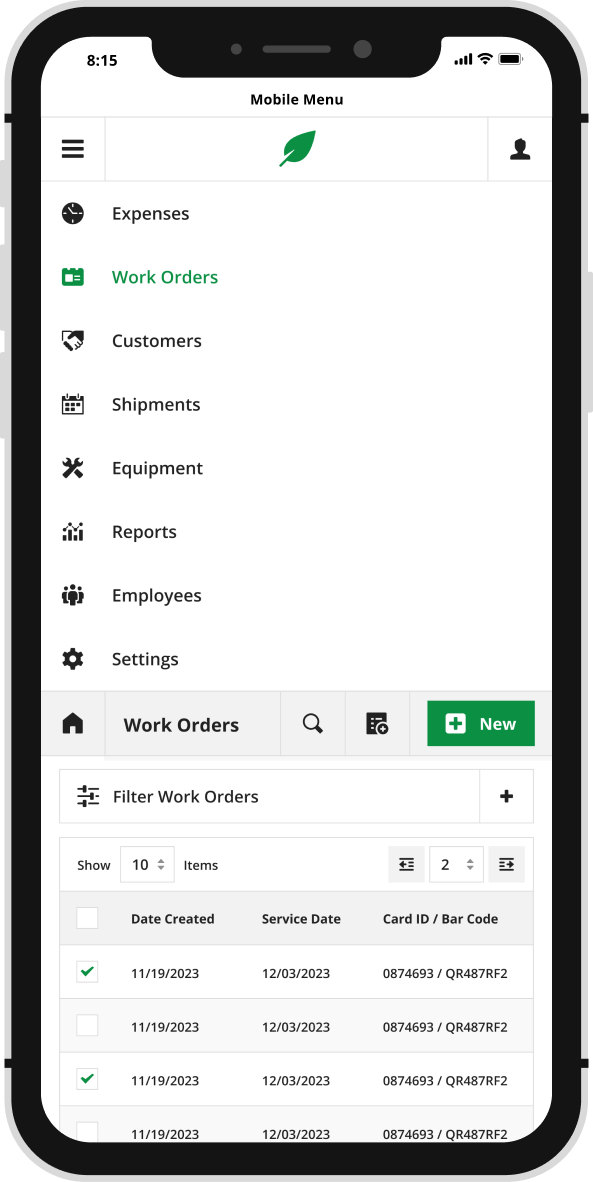 8:15
Mobile Menu
Expenses
Work Orders
Customers
Shipments
Equipment
Reports
Employees
Settings
Work Orders New
Filter Work Orders
Show 10 Items 2
Date Created Service Date Card ID / Bar Code
11/19/2023 12/03/2023 0874693 / QR487RF2
11/19/2023 12/03/2023 0874693 / QR487RF2
11/19/2023 12/03/2023 0874693 / QR487RF2
11/19/2023 12/03/2023 0874693 / QR487RF2